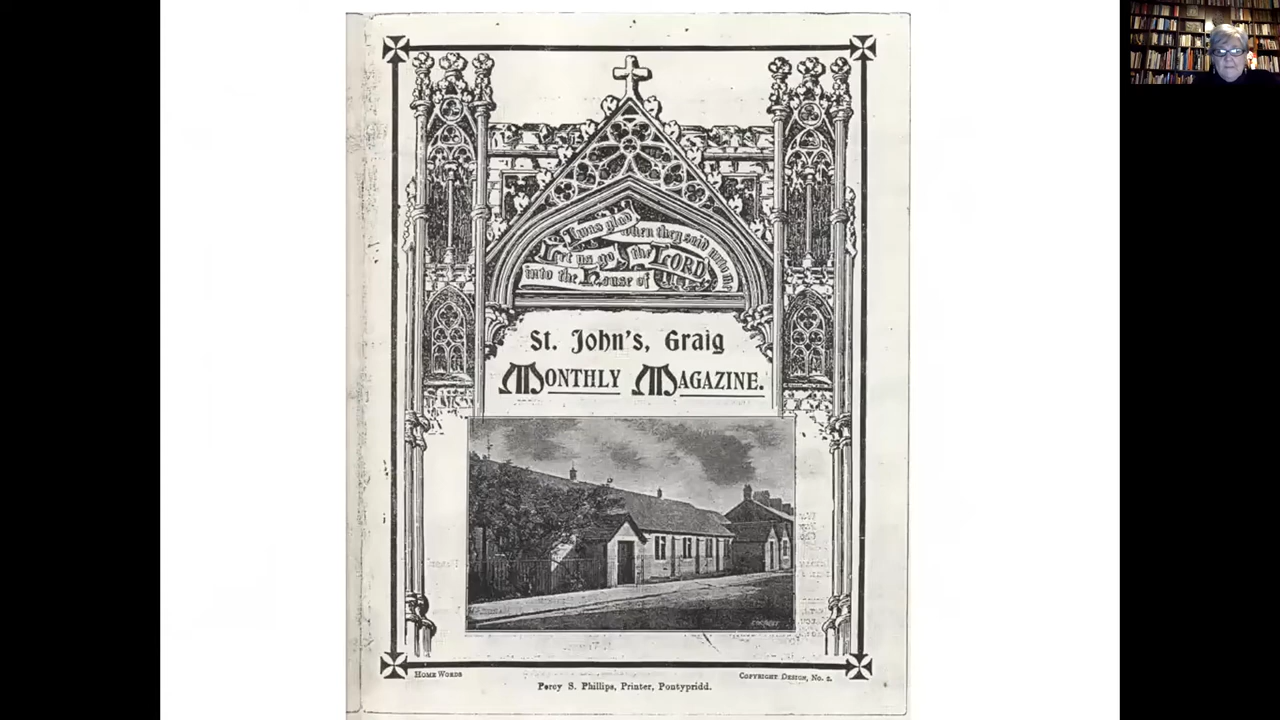 I was glad
when they said unto me
Let us go
into the House of
the LORD
St. John's, Graig
MONTHLY MAGAZINE.
HOME WORDS
COPYRIGHT DESIGN, No. 2.
Percy S. Phillips, Printer, Pontypridd.